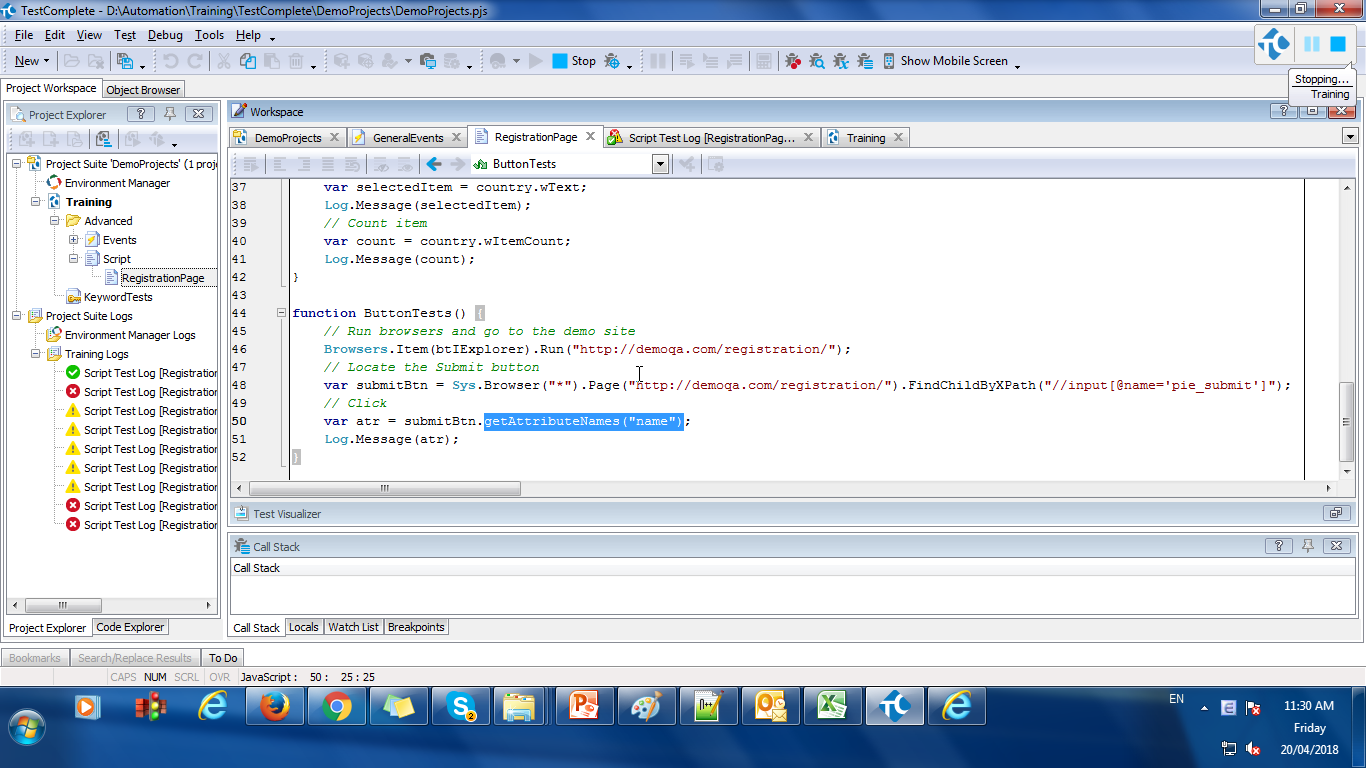 TestComplete - D:\Automation\Training\TestComplete\DemoProjects\DemoProjects.pjs
File Edit View Test Debug Tools Help
New Stop Show Mobile Screen
Stopping...
Training
Project Workspace Object Browser
Project Explorer
Workspace
DemoProjects GeneralEvents RegistrationPage Script Test Log [RegistrationPag... Training
ButtonTests
Project Suite 'DemoProjects' (1 proj
Environment Manager
Training
Advanced
Events
Script
RegistrationPage
KeywordTests
Project Suite Logs
Environment Manager Logs
Training Logs
Script Test Log [Registration
Script Test Log [Registration
Script Test Log [Registration
Script Test Log [Registration
Script Test Log [Registration
Script Test Log [Registration
Script Test Log [Registration
Script Test Log [Registration
Script Test Log [Registration
37 var selectedItem = country.wText;
38 Log.Message(selectedItem);
39 // Count item
40 var count = country.wItemCount;
41 Log.Message(count);
42 }
43
44 function ButtonTests() {
45 // Run browsers and go to the demo site
46 Browsers.Item(btIExplorer).Run("http://demoqa.com/registration/");
47 // Locate the Submit button
48 var submitBtn = Sys.Browser("*").Page("http://demoqa.com/registration/").FindChildByXPath("//input[@name='pie_submit']");
49 // Click
50 var atr = submitBtn.getAttributeNames("name");
51 Log.Message(atr);
52 }
Test Visualizer
Call Stack
Call Stack
Project Explorer Code Explorer
Call Stack Locals Watch List Breakpoints
Bookmarks Search/Replace Results To Do
CAPS NUM SCRL OVR JavaScript : 50 : 25 : 25
EN
11:30 AM
Friday
20/04/2018